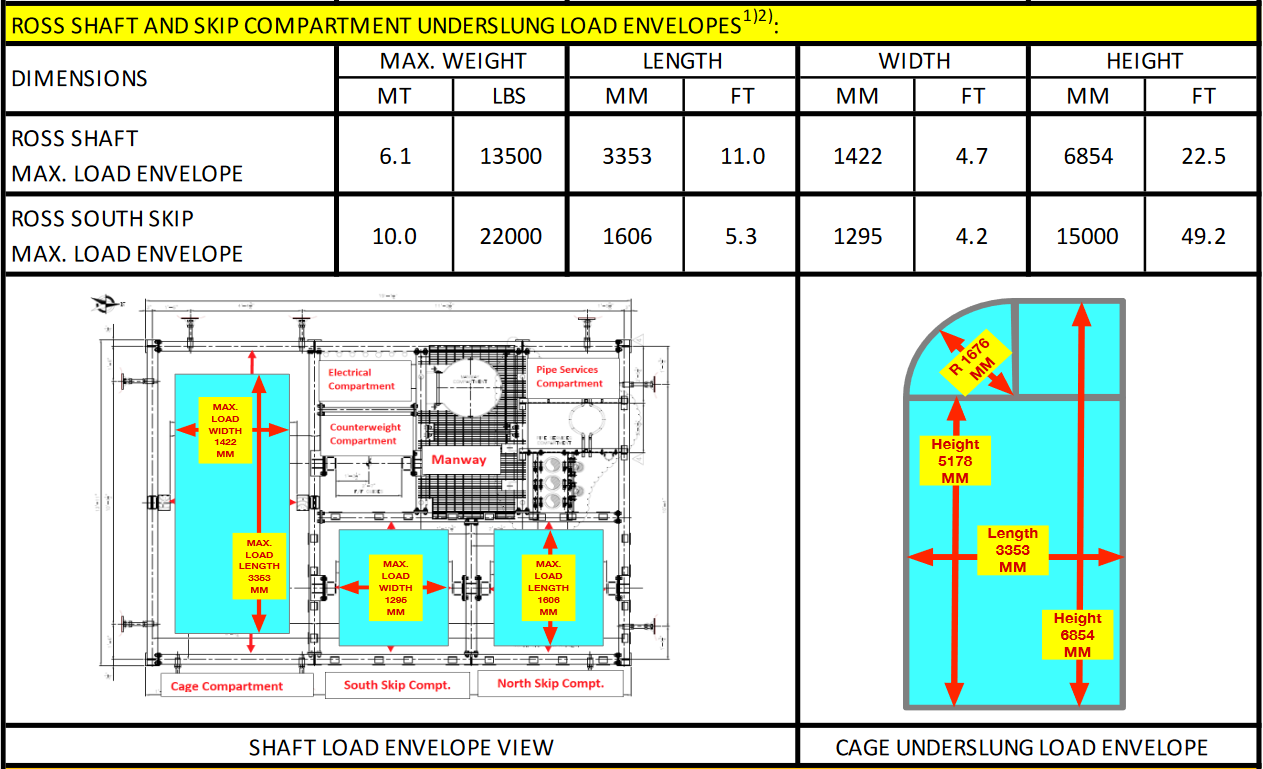 ROSS SHAFT AND SKIP COMPARTMENT UNDERSLUNG LOAD ENVELOPES1)2):
DIMENSIONS
MAX. WEIGHT LENGTH WIDTH HEIGHT
MT LBS MM FT MM FT MM FT
ROSS SHAFT
MAX. LOAD ENVELOPE
6.1 13500 3353 11.0 1422 4.7 6854 22.5
ROSS SOUTH SKIP
MAX. LOAD ENVELOPE
10.0 22000 1606 5.3 1295 4.2 15000 49.2
Electrical
Compartment
Pipe Services
Compartment
Counterweight
Compartment
Manway
MAX.
LOAD
WIDTH
1422
MM
MAX.
LOAD
LENGTH
3353
MM
MAX.
LOAD
WIDTH
1295
MM
MAX.
LOAD
LENGTH
1606
MM
Cage Compartment
South Skip Compt.
North Skip Compt.
R 1676
MM
Height
5178
MM
Length
3353
MM
Height
6854
MM
SHAFT LOAD ENVELOPE VIEW
CAGE UNDERSLUNG LOAD ENVELOPE